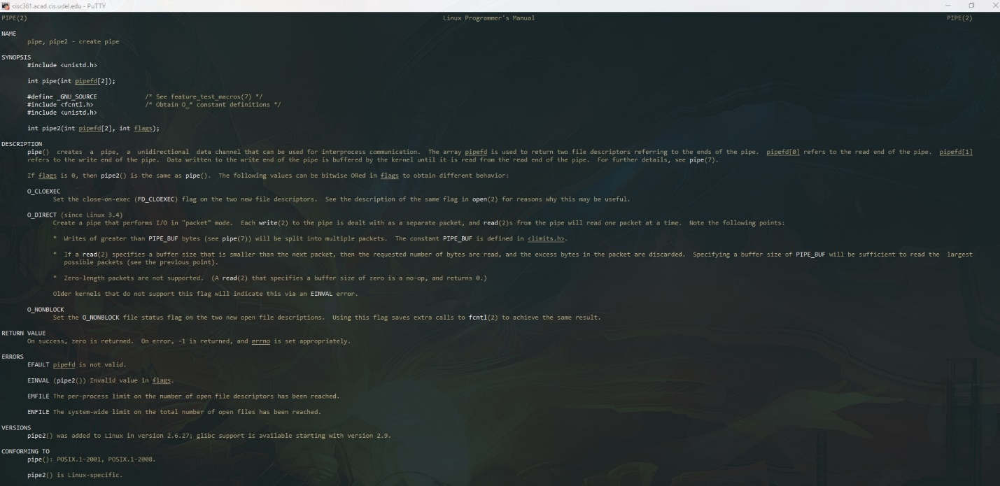 cisc361.acad.cis.udel.edu - PuTTY
PIPE(2) Linux Programmer's Manual PIPE(2)
NAME
pipe, pipe2 - create pipe
SYNOPSIS
#include <unistd.h>
int pipe(int pipefd[2]);
#define _GNU_SOURCE /* See feature_test_macros(7) */
#include <fcntl.h> /* Obtain O_* constant definitions */
#include <unistd.h>
int pipe2(int pipefd[2], int flags);
DESCRIPTION
pipe() creates a pipe, a unidirectional data channel that can be used for interprocess communication. The array pipefd is used to return two file descriptors referring to the ends of the pipe. pipefd[0] refers to the read end of the pipe. pipefd[1]
refers to the write end of the pipe. Data written to the write end of the pipe is buffered by the kernel until it is read from the read end of the pipe. For further details, see pipe(7).
If flags is 0, then pipe2() is the same as pipe(). The following values can be bitwise ORed in flags to obtain different behavior:
O_CLOEXEC
Set the close-on-exec (FD_CLOEXEC) flag on the two new file descriptors. See the description of the same flag in open(2) for reasons why this may be useful.
O_DIRECT (since Linux 3.4)
Create a pipe that performs I/O in "packet" mode. Each write(2) to the pipe is dealt with as a separate packet, and read(2)s from the pipe will read one packet at a time. Note the following points:
* Writes of greater than PIPE_BUF bytes (see pipe(7)) will be split into multiple packets. The constant PIPE_BUF is defined in <limits.h>.
* If a read(2) specifies a buffer size that is smaller than the next packet, then the requested number of bytes are read, and the excess bytes in the packet are discarded. Specifying a buffer size of PIPE_BUF will be sufficient to read the largest
possible packets (see the previous point).
* Zero-length packets are not supported. (A read(2) that specifies a buffer size of zero is a no-op, and returns 0.)
Older kernels that do not support this flag will indicate this via an EINVAL error.
O_NONBLOCK
Set the O_NONBLOCK file status flag on the two new open file descriptions. Using this flag saves extra calls to fcntl(2) to achieve the same result.
RETURN VALUE
On success, zero is returned. On error, -1 is returned, and errno is set appropriately.
ERRORS
EFAULT pipefd is not valid.
EINVAL (pipe2()) Invalid value in flags.
EMFILE The per-process limit on the number of open file descriptors has been reached.
ENFILE The system-wide limit on the total number of open files has been reached.
VERSIONS
pipe2() was added to Linux in version 2.6.27; glibc support is available starting with version 2.9.
CONFORMING TO
pipe(): POSIX.1-2001, POSIX.1-2008.
pipe2() is Linux-specific.